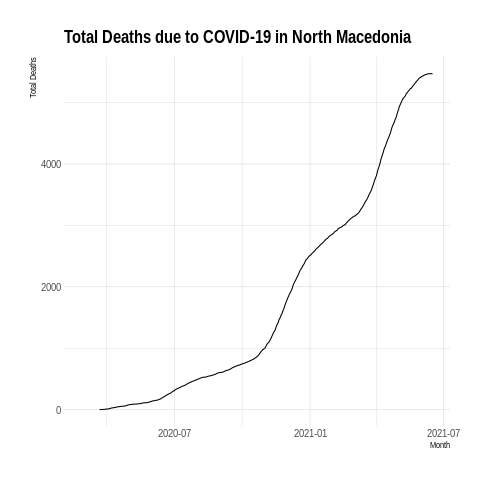 Total Deaths due to COVID-19 in North Macedonia
Total Deaths
4000
2000
0
2020-07
2021-01
2021-07
Month